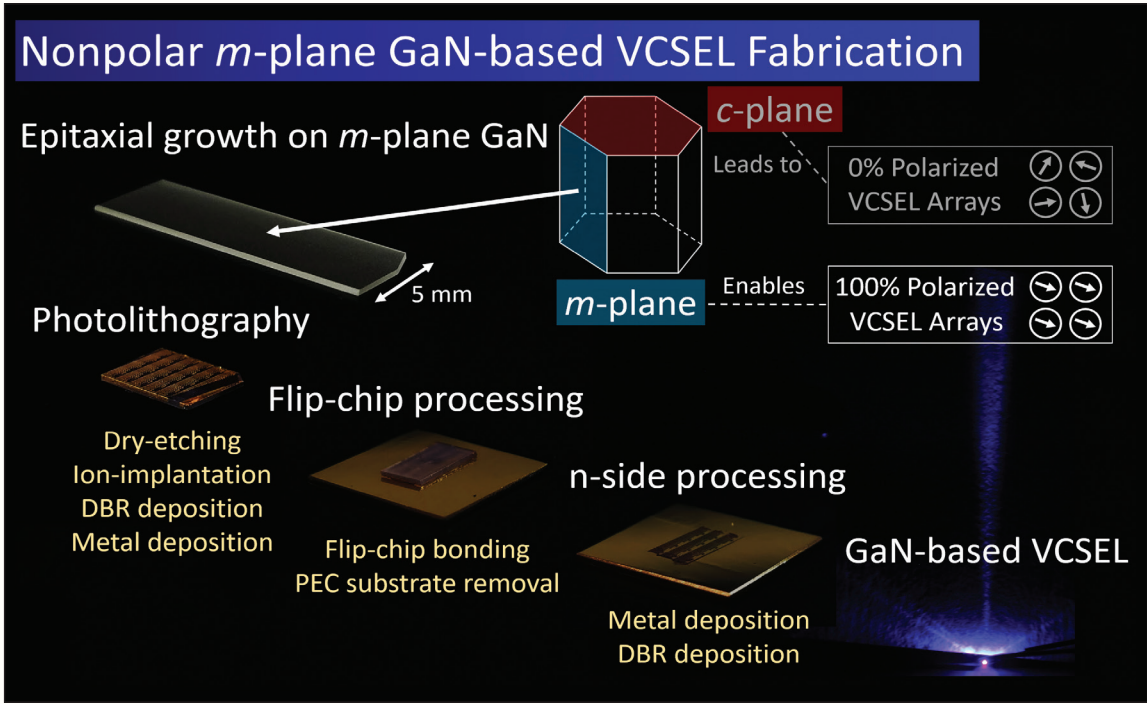 Nonpolar m-plane GaN-based VCSEL Fabrication
Epitaxial growth on m-plane GaN
c-plane
Leads to
0% Polarized
VCSEL Arrays
5 mm
m-plane
Enables
100% Polarized
VCSEL Arrays
Photolithography
Dry-etching
Ion-implantation
DBR deposition
Metal deposition
Flip-chip processing
Flip-chip bonding
PEC substrate removal
n-side processing
Metal deposition
DBR deposition
GaN-based VCSEL